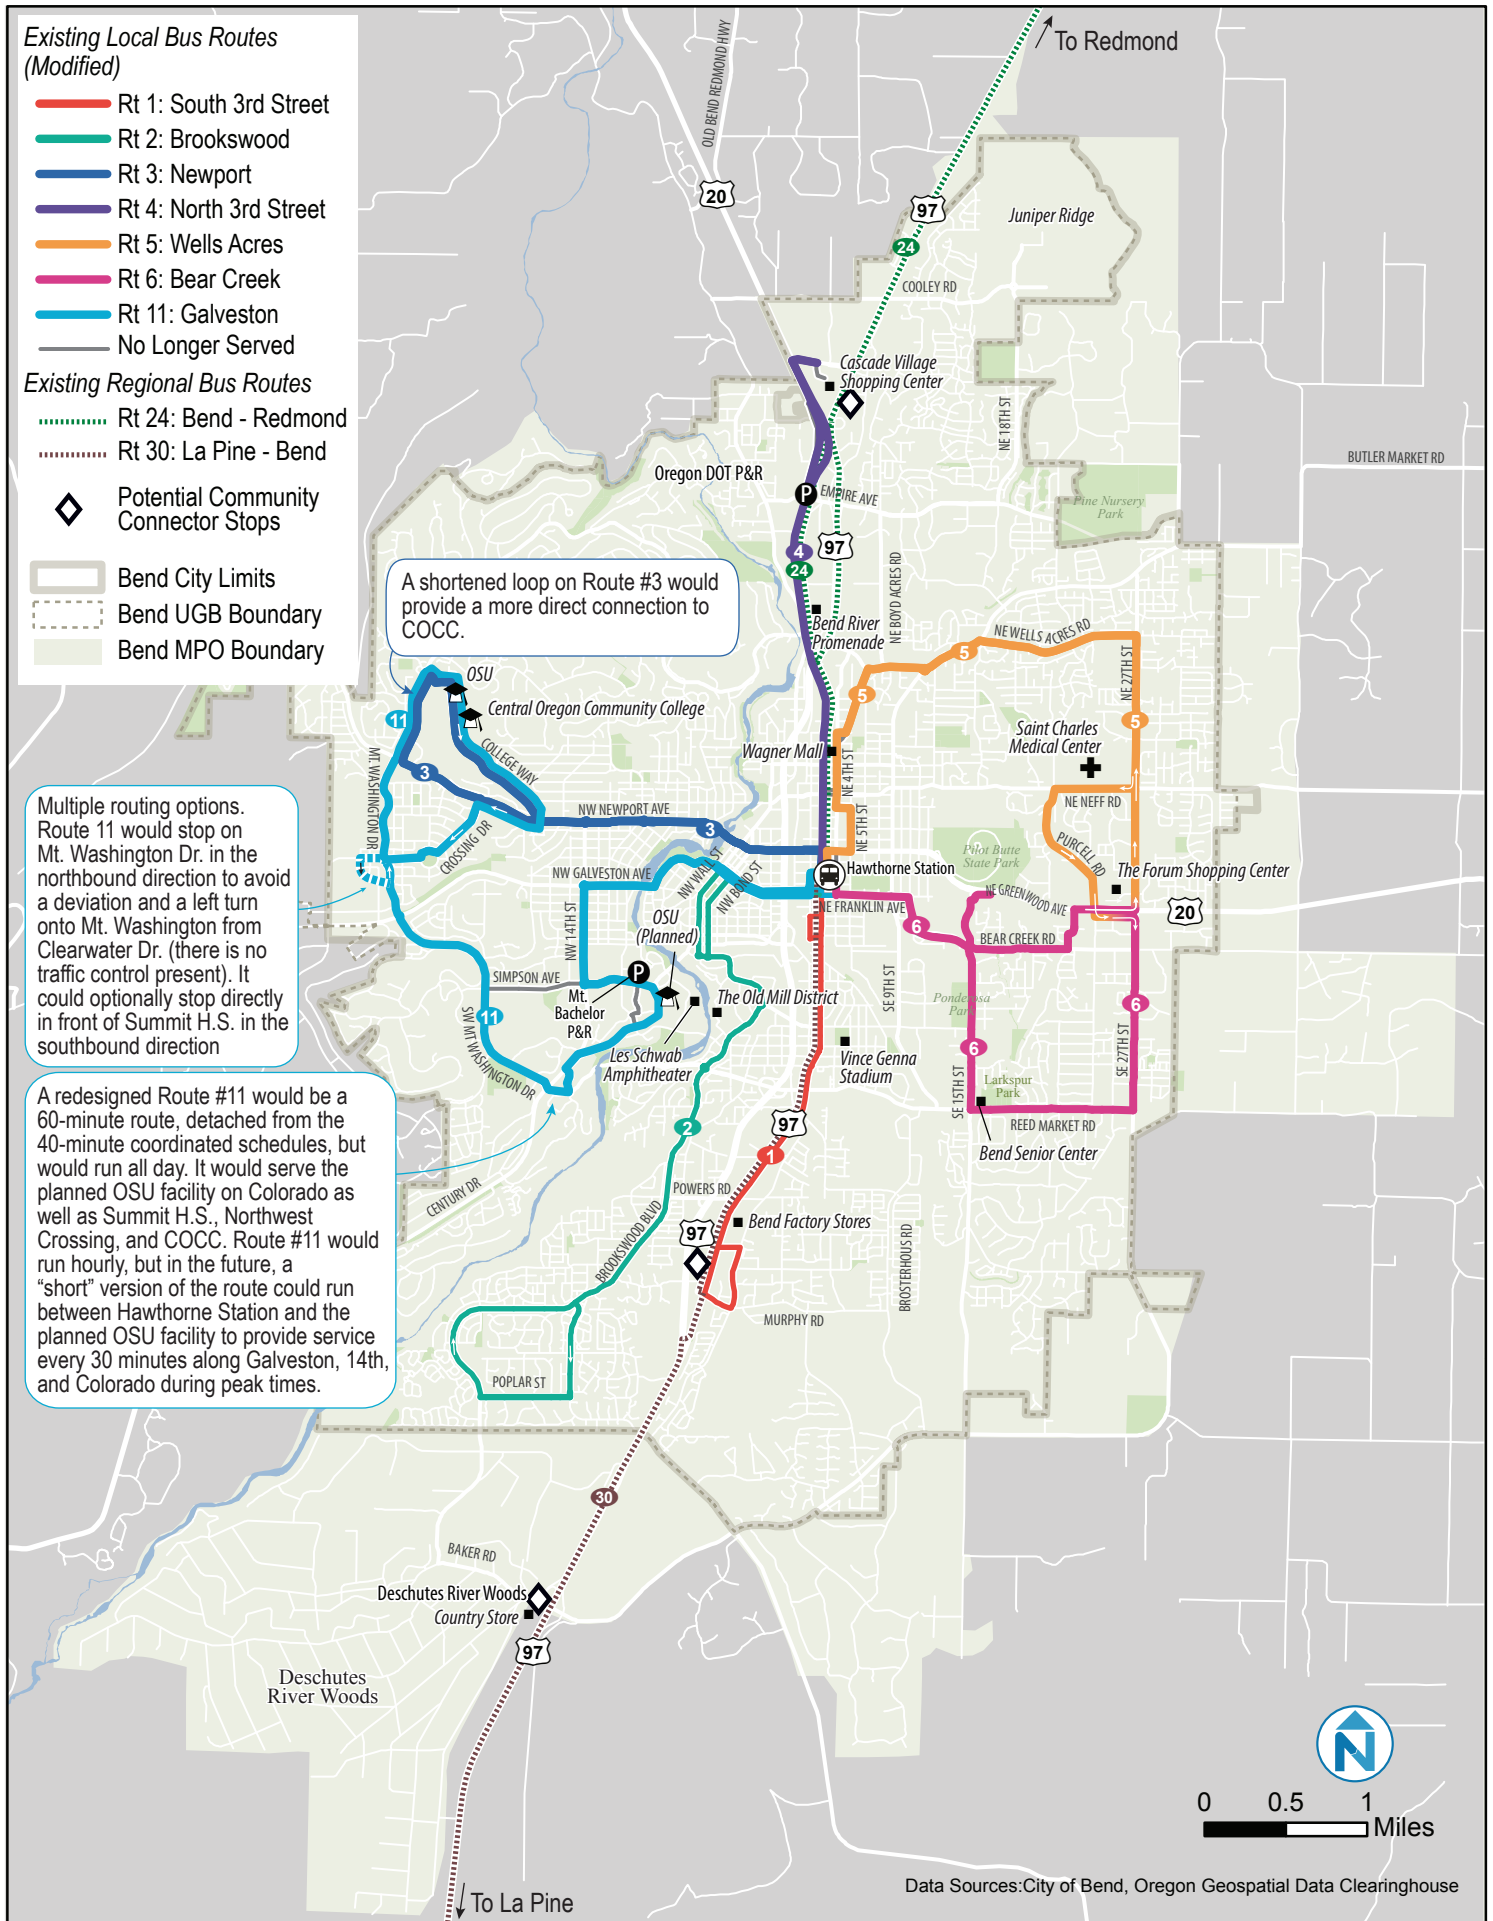 Existing Local Bus Routes
(Modified)
Rt 1: South 3rd Street
Rt 2: Brookswood
Rt 3: Newport
Rt 4: North 3rd Street
Rt 5: Wells Acres
Rt 6: Bear Creek
Rt 11: Galveston
No Longer Served
Existing Regional Bus Routes
Rt 24: Bend - Redmond
Rt 30: La Pine - Bend
Potential Community
Connector Stops
Bend City Limits
Bend UGB Boundary
Bend MPO Boundary
To Redmond
OLD BEND REDMOND HWY
20
97
Juniper Ridge
24
COOLEY RD
Cascade Village
Shopping Center
NE 18TH ST
BUTLER MARKET RD
Oregon DOT P&R
P
EMPIRE AVE
Pine Nursery
Park
4
97
24
NE BOYD ACRES RD
A shortened loop on Route #3 would
provide a more direct connection to
COCC.
Bend River
Promenade
NE WELLS ACRES RD
5
NE 27TH ST
OSU
5
11
Central Oregon Community College
5
Saint Charles
Medical Center
MT. WASHINGTON DR
COLLEGE WAY
Wagner Mall
NE 4TH ST
3
NE NEFF RD
Multiple routing options.
Route 11 would stop on
Mt. Washington Dr. in the
northbound direction to avoid
a deviation and a left turn
onto Mt. Washington from
Clearwater Dr. (there is no
traffic control present). It
could optionally stop directly
in front of Summit H.S. in the
southbound direction
NW NEWPORT AVE
3
NE 5TH ST
CROSSING DR
PURCELL RD
Pilot Butte
State Park
NW GALVESTON AVE
NW WALL ST
NW BOND ST
Hawthorne Station
The Forum Shopping Center
NE GREENWOOD AVE
20
NE FRANKLIN AVE
6
NW 14TH ST
OSU
(Planned)
BEAR CREEK RD
SIMPSON AVE
P
Mt.
Bachelor
P&R
The Old Mill District
SE 9TH ST
Ponderosa
Park
6
11
SW MT WASHINGTON DR
Les Schwab
Amphitheater
Vince Genna
Stadium
6
SE 15TH ST
Larkspur
Park
SE 27TH ST
A redesigned Route #11 would be a
60-minute route, detached from the
40-minute coordinated schedules, but
would run all day. It would serve the
planned OSU facility on Colorado as
well as Summit H.S., Northwest
Crossing, and COCC. Route #11 would
run hourly, but in the future, a
“short” version of the route could run
between Hawthorne Station and the
planned OSU facility to provide service
every 30 minutes along Galveston, 14th,
and Colorado during peak times.
REED MARKET RD
2
97
1
Bend Senior Center
CENTURY DR
POWERS RD
BROOKSWOOD BLVD
97
Bend Factory Stores
BROSTERHOUS RD
MURPHY RD
POPLAR ST
30
BAKER RD
Deschutes River Woods
Country Store
97
Deschutes
River Woods
N
0 0.5 1
Miles
To La Pine
Data Sources:City of Bend, Oregon Geospatial Data Clearinghouse